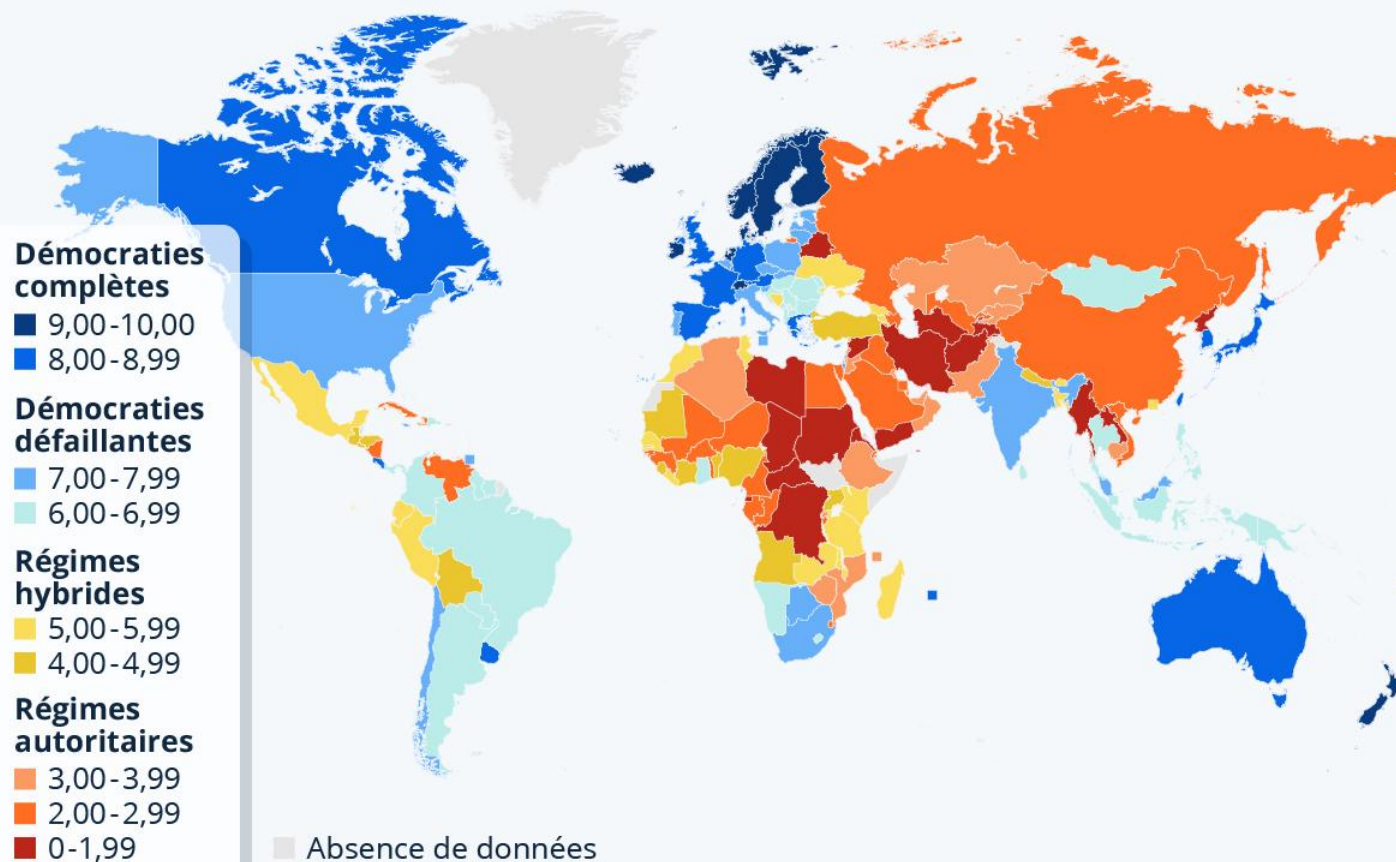 Démocraties
complètes
9,00-10,00
8,00-8,99
Démocraties
défaillantes
7,00-7,99
6,00-6,99
Régimes
hybrides
5,00-5,99
4,00-4,99
Régimes
autoritaires
3,00-3,99
2,00-2,99
0-1,99
Absence de données